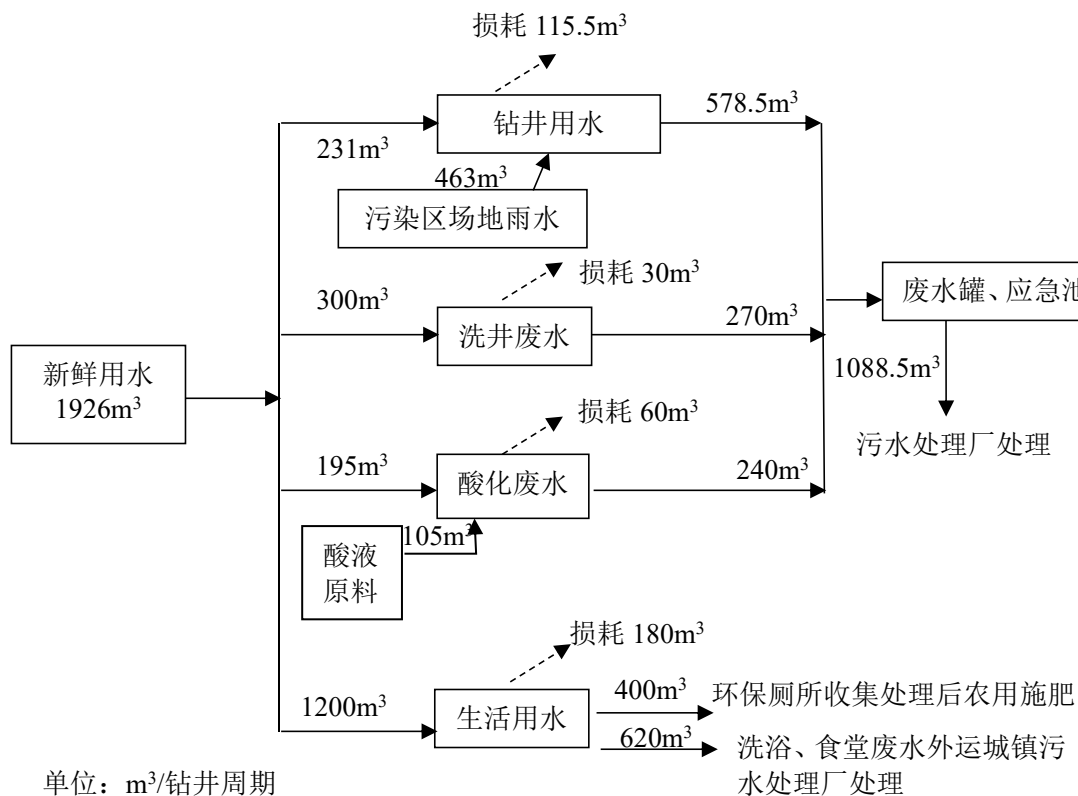 损耗 115.5m³
钻井用水
578.5m³
231m³
463m³
污染区场地雨水
损耗 30m³
300m³
洗井废水
270m³
废水罐、应急池
新鲜用水
1926m³
1088.5m³
损耗 60m³
污水处理厂处理
195m³
酸化废水
240m³
105m³
酸液
原料
损耗 180m³
1200m³
生活用水
400m³
环保厕所收集处理后农用施肥
620m³
洗浴、食堂废水外运城镇污
水处理厂处理
单位：m³/钻井周期